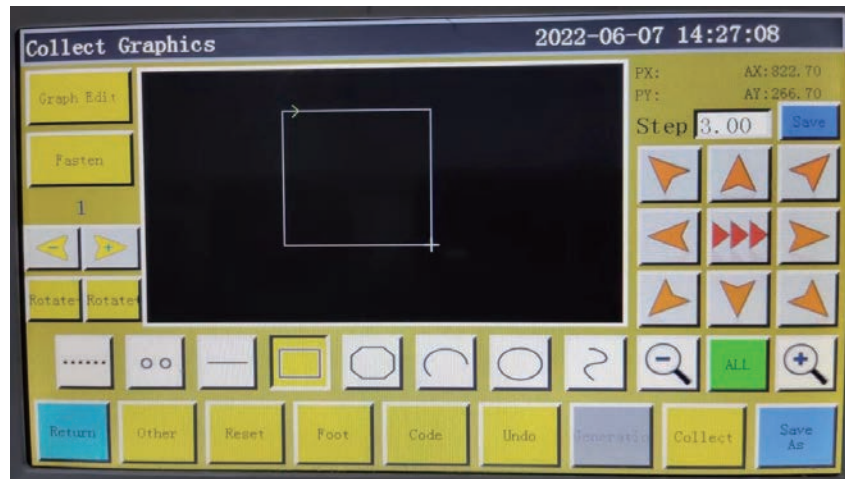 Collect Graphics 2022-06-07 14:27:08
Graph Edit
Fasten
1
- +
Rotate- Rotate+
PX: AX:822.70
PY: AY:266.70
Step 3.00 Save
ALL
Return Other Reset Foot Code Undo Generatio Collect Save
As